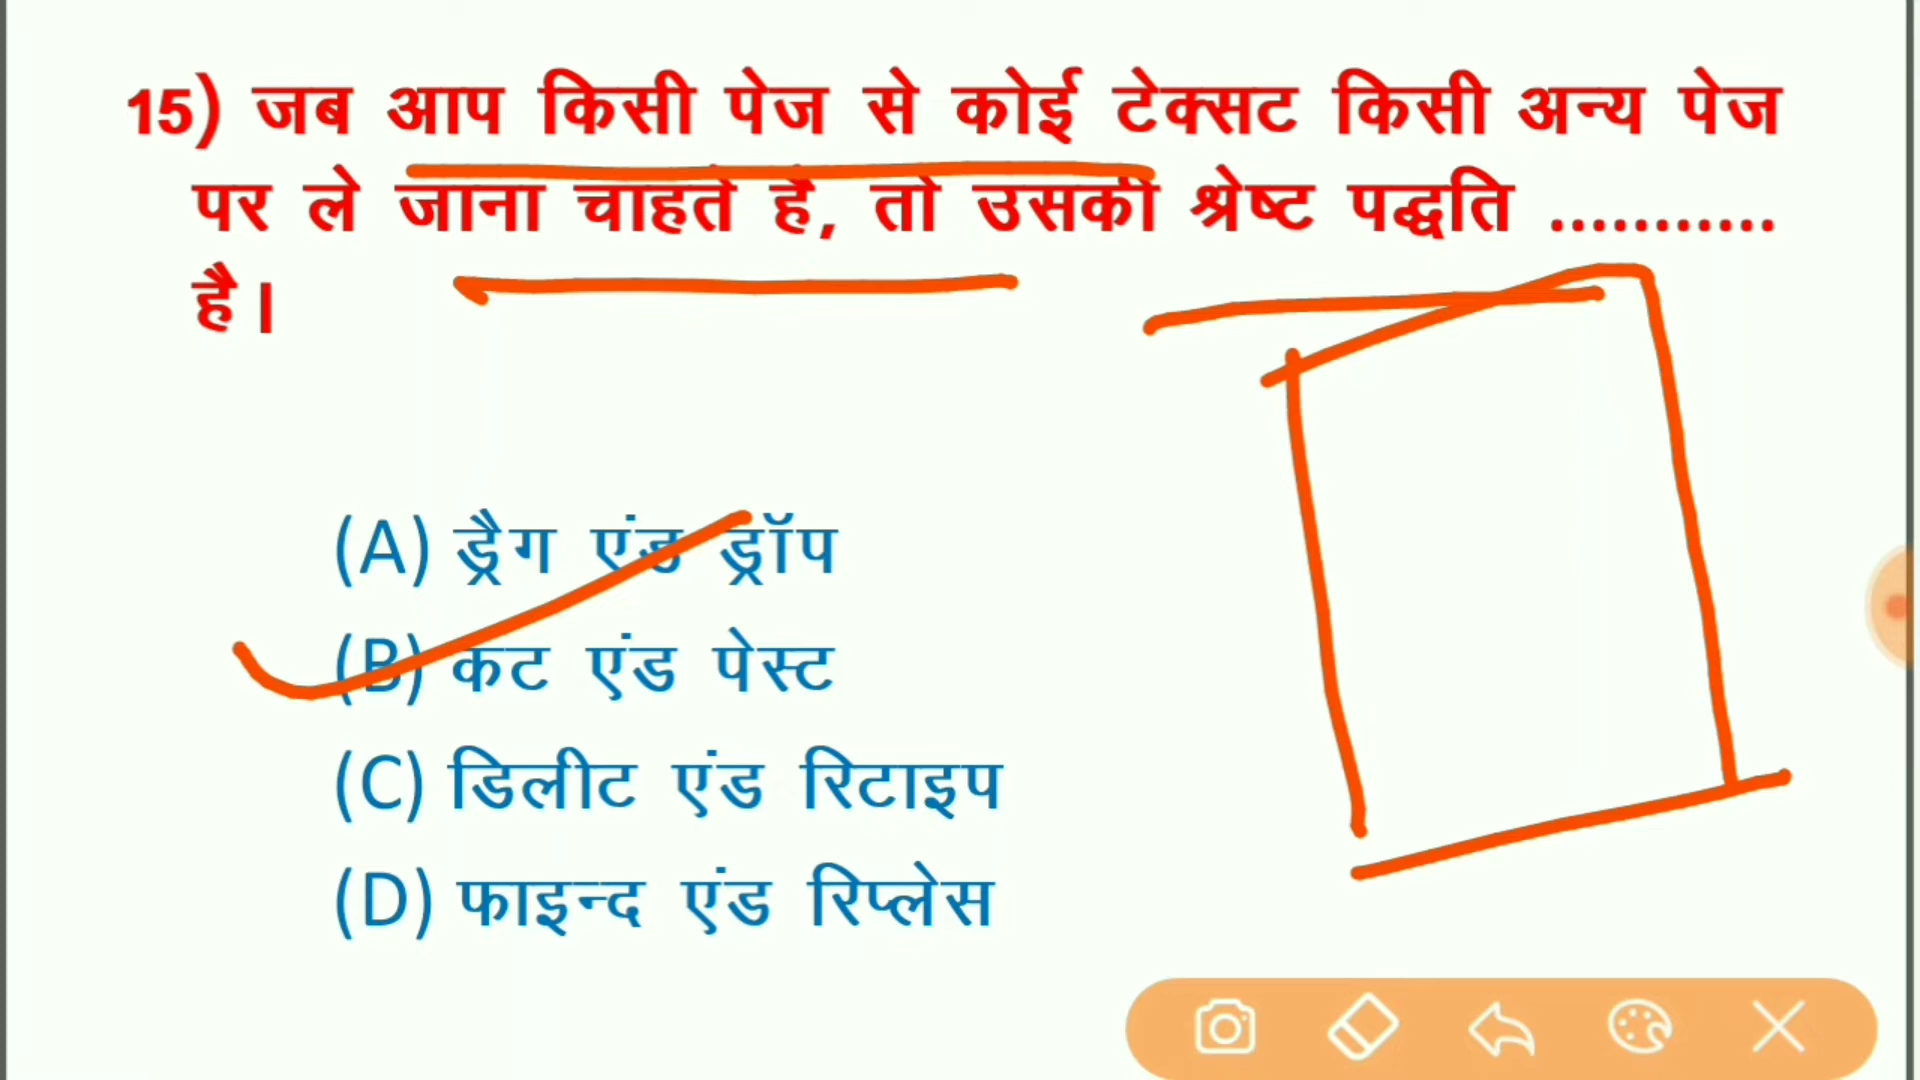 15) जब आप किसी पेज से कोई टेक्सट किसी अन्य पेज
पर ले जाना चाहते हैं, तो उसकी श्रेष्ट पद्धति ...........
है।
(A) ड्रैग एंड ड्रॉप
(B) कट एंड पेस्ट
(C) डिलीट एंड रिटाइप
(D) फाइन्द एंड रिप्लेस